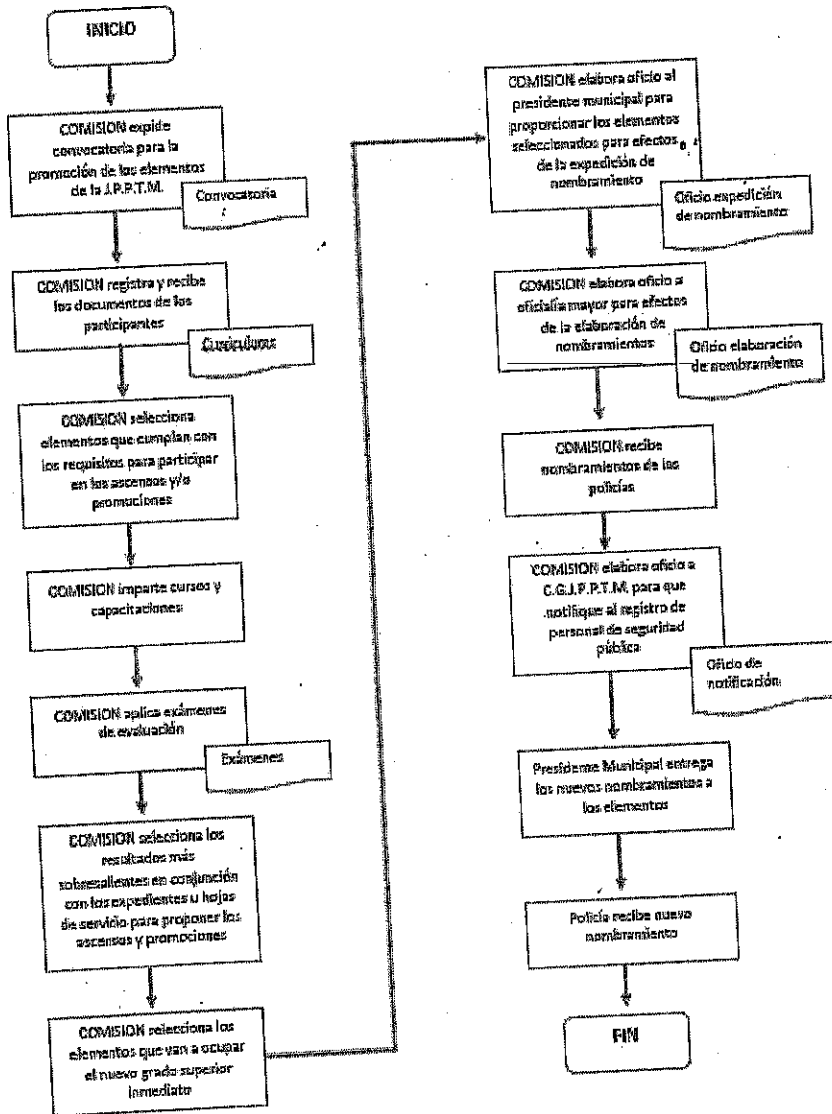 INICIO
COMISION expide
convocatoria para la
promoción de los elementos
de la J.P.P.T.M.
Convocatoria
COMISION registra y recibe
los documentos de los
participantes
Curriculums
COMISION selecciona
elementos que cumplan con
los requisitos para participar
en los ascensos y/o
promociones
COMISION imparte cursos y
capacitaciones
COMISION aplica exámenes
de evaluación
Exámenes
COMISION selecciona los
resultados más
sobresalientes en conjunción
con los expedientes u hojas
de servicio para proponer los
ascensos y promociones
COMISION selecciona los
elementos que van a ocupar
el nuevo grado superior
inmediato
COMISION elabora oficio al
presidente municipal para
proporcionar los elementos
seleccionados para efectos
de la expedición de
nombramiento
Oficio expedición
de nombramiento
COMISION elabora oficio a
oficialía mayor para efectos
de la elaboración de
nombramientos
Oficio elaboración
de nombramiento
COMISION recibe
nombramientos de los
policías
COMISION elabora oficio a
C.G.J.P.P.T.M. para que
notifique al registro de
personal de seguridad
pública
Oficio de
notificación
Presidente Municipal entrega
los nuevos nombramientos a
los elementos
Policía recibe nuevo
nombramiento
FIN